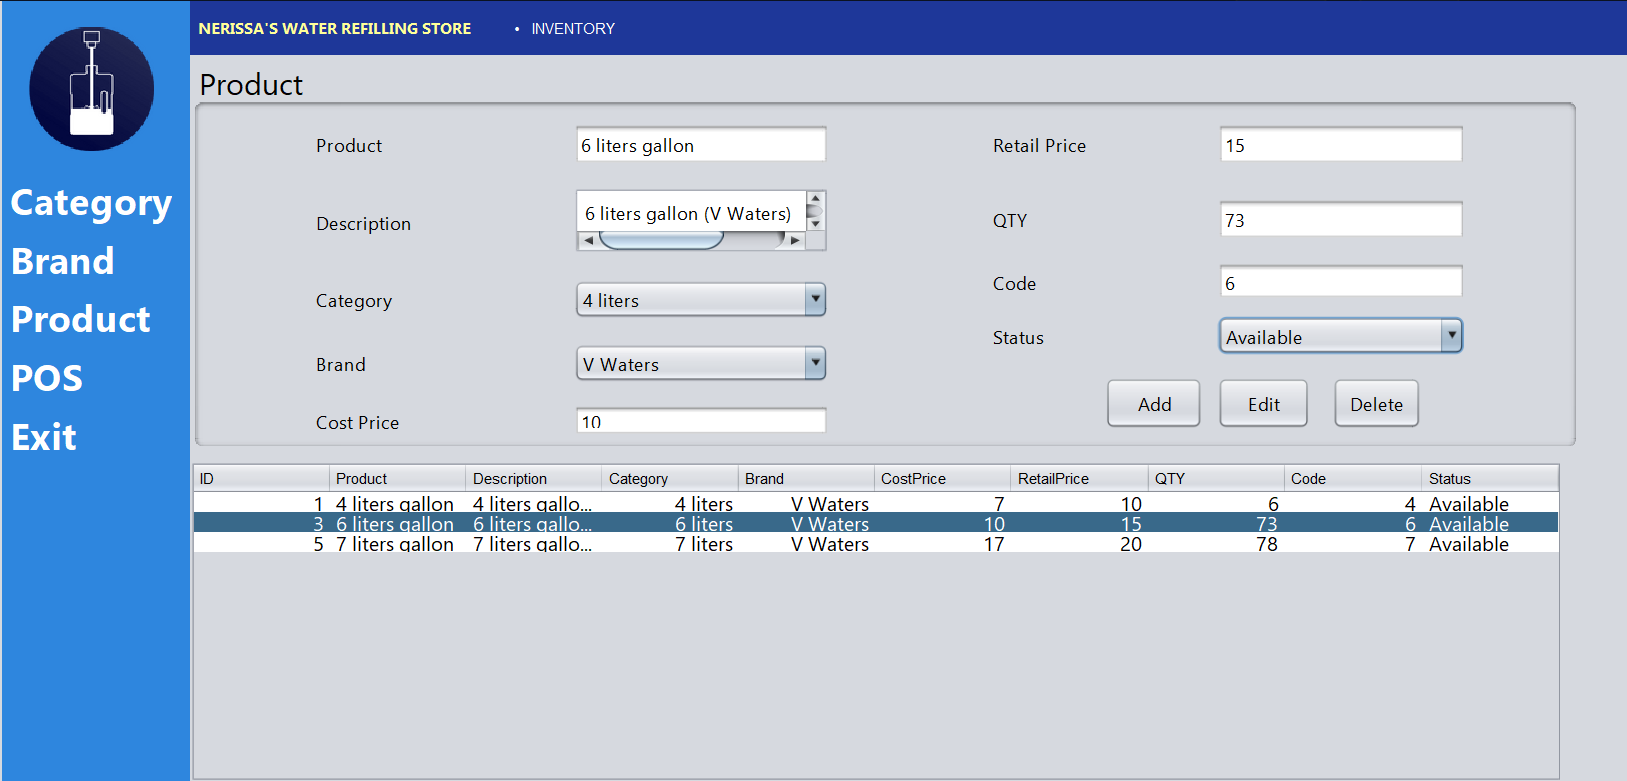 NERISSA'S WATER REFILLING STORE • INVENTORY
Category
Brand
Product
POS
Exit
Product
Product 6 liters gallon
Description 6 liters gallon (V Waters)
Category 4 liters
Brand V Waters
Cost Price 10
Retail Price 15
QTY 73
Code 6
Status Available
Add Edit Delete
ID Product Description Category Brand CostPrice RetailPrice QTY Code Status
1 4 liters gallon 4 liters gallo... 4 liters V Waters 7 10 6 4 Available
3 6 liters gallon 6 liters gallo... 6 liters V Waters 10 15 73 6 Available
5 7 liters gallon 7 liters gallo... 7 liters V Waters 17 20 78 7 Available